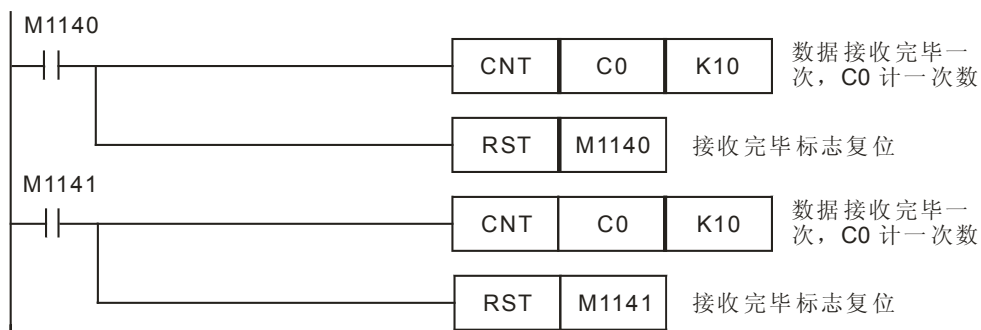 M1140
CNT C0 K10 数据接收完毕一
次，C0 计一次数
RST M1140 接收完毕标志复位
M1141
CNT C0 K10 数据接收完毕一
次，C0 计一次数
RST M1141 接收完毕标志复位